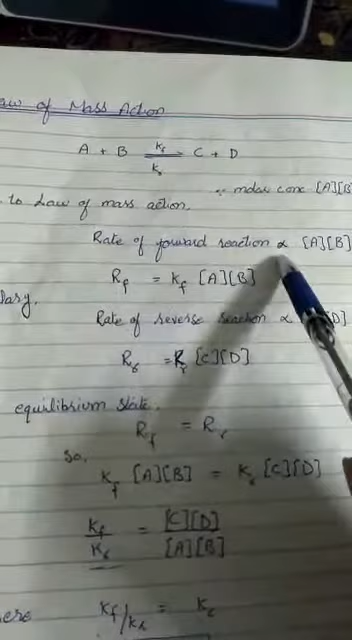 aw of Mass Action
A + B ⇌ C + D
Kf
Kr
∵ molar conc [A][B
to Law of mass action.
Rate of forward reaction ∝ [A][B]
Rf = Kf [A][B]
Rate of reverse reaction ∝ [D]
Rr = Kr [C][D]
equilibrium state.
Rf = Rr
so,
Kf [A][B] = Kr [C][D]
Kf/Kr = [C][D]/[A][B]
ere Kf/Kr = Kc